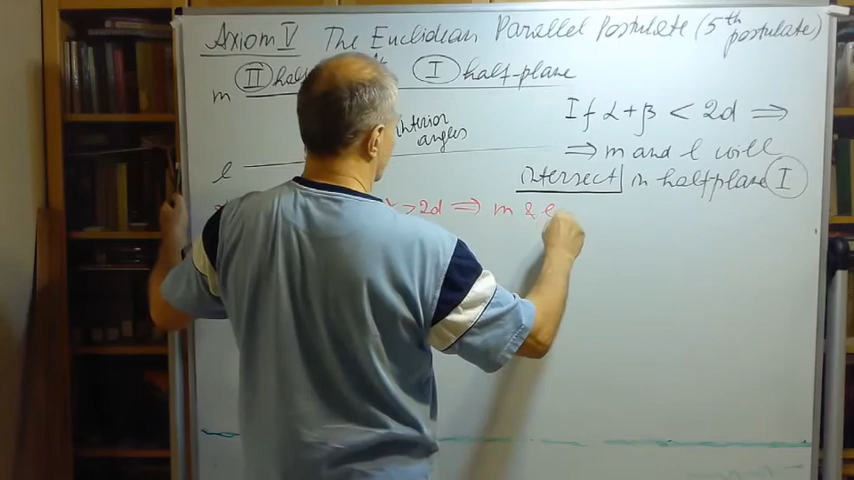 Axiom V The Euclidean Parallel Postulate (5th postulate)
II half I half-plane
m
interior angles
l
If α + β < 2d ⇒
⇒ m and l will
intersect in halfplane I
> 2d ⇒ m & l